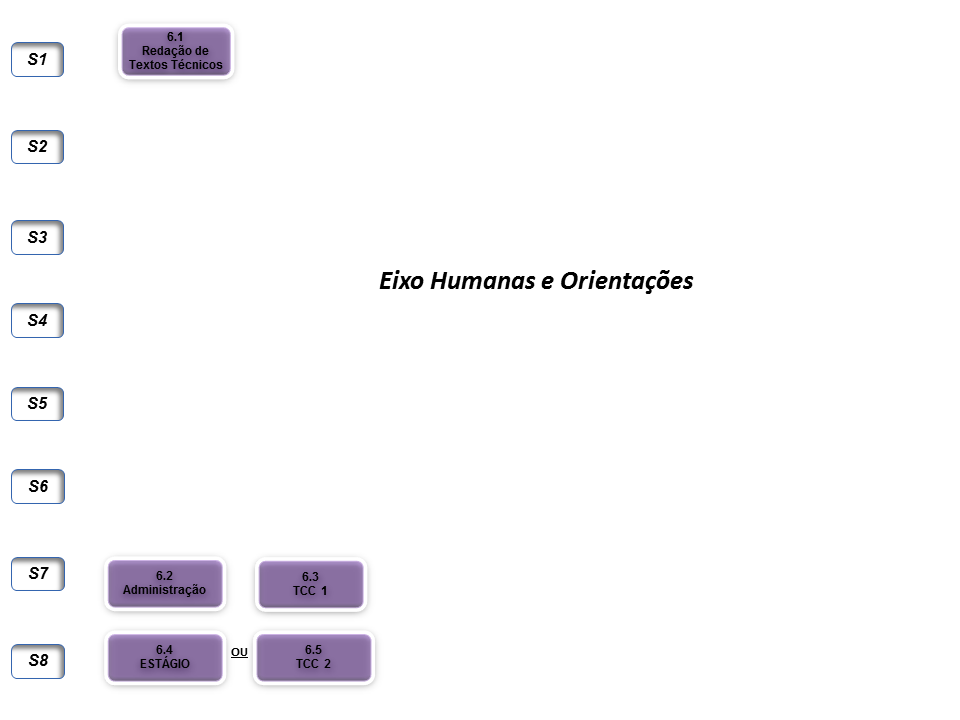 S1
6.1
Redação de
Textos Técnicos
S2
S3
Eixo Humanas e Orientações
S4
S5
S6
S7
6.2
Administração
6.3
TCC 1
S8
6.4
ESTÁGIO
OU
6.5
TCC 2